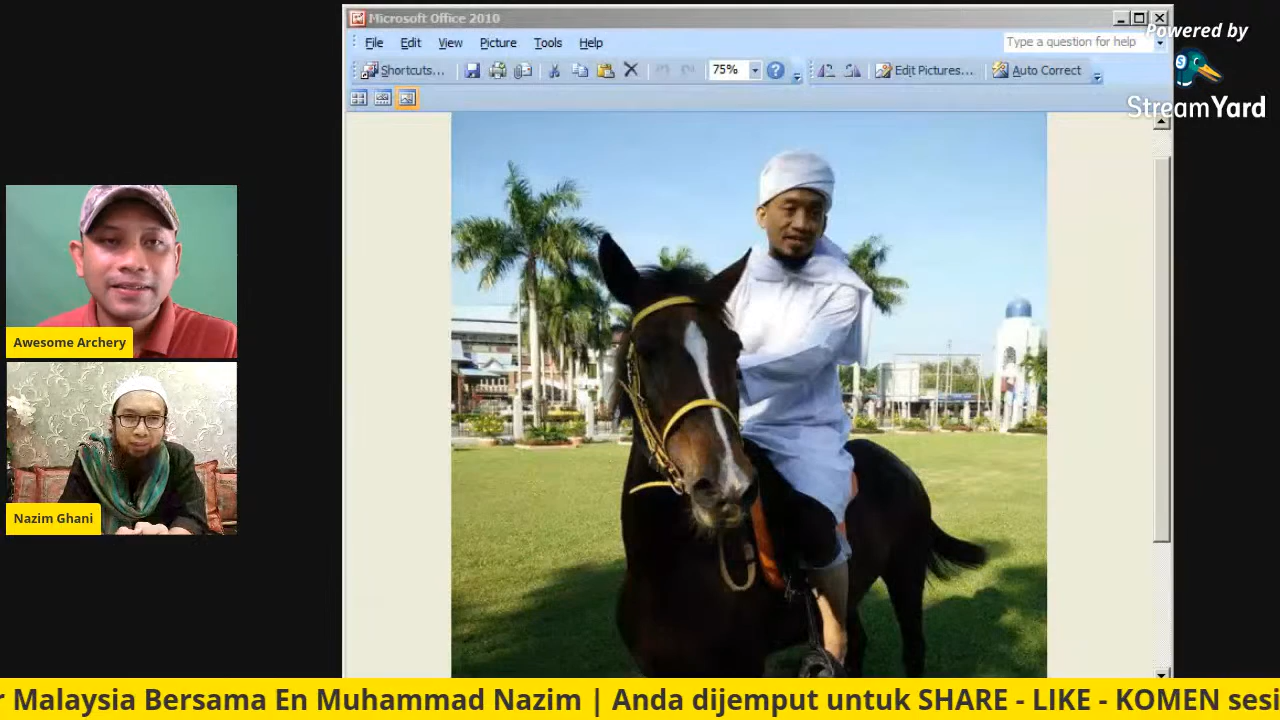 Microsoft Office 2010
File Edit View Picture Tools Help
Type a question for help
Shortcuts... 75% Edit Pictures... Auto Correct
Powered by
StreamYard
Awesome Archery
Nazim Ghani
r Malaysia Bersama En Muhammad Nazim | Anda dijemput untuk SHARE - LIKE - KOMEN sesi